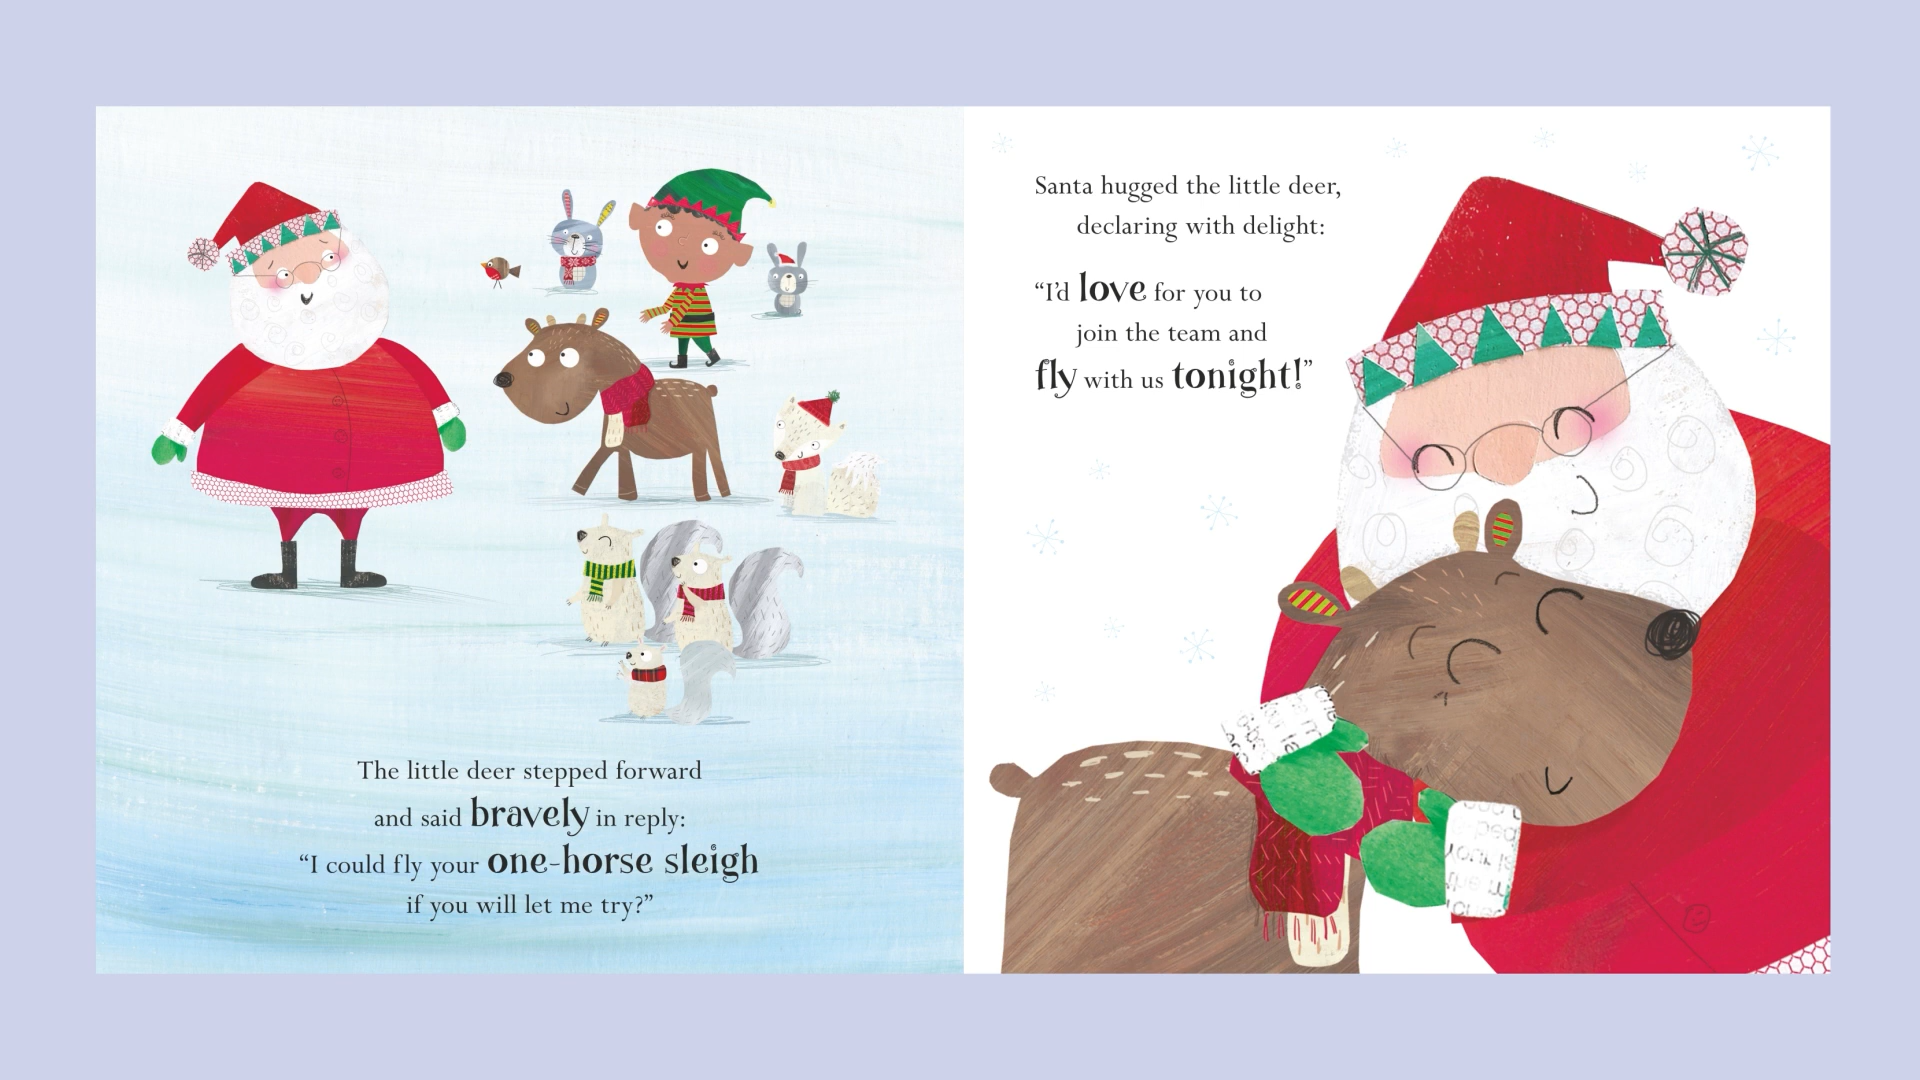 The little deer stepped forward
and said bravely in reply:
“I could fly your one-horse sleigh
if you will let me try?”
Santa hugged the little deer,
declaring with delight:
“I’d love for you to
join the team and
fly with us tonight!”